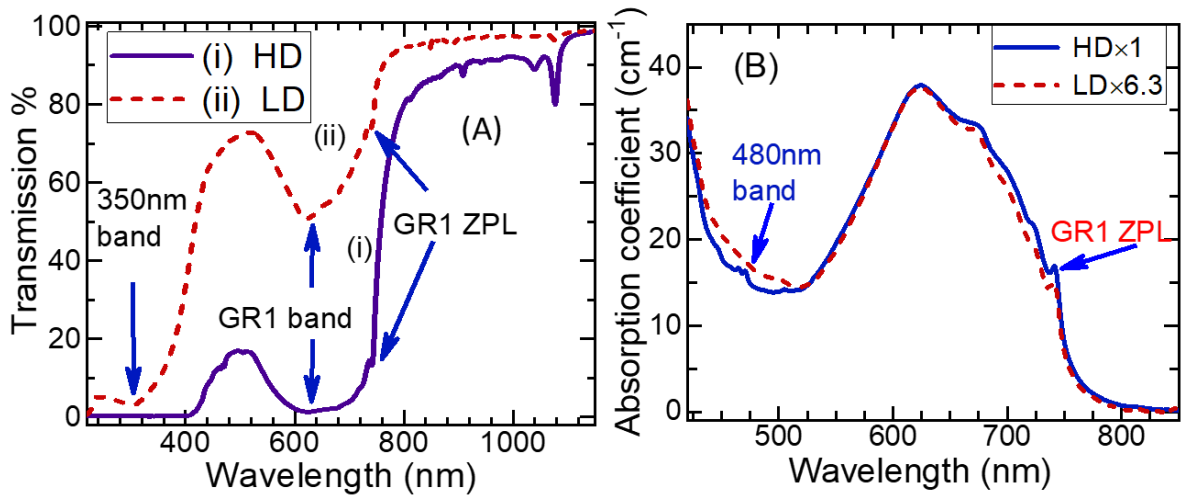 Transmission %
100
80
60
40
20
0
(i) HD
(ii) LD
(A)
(ii)
350nm
band
GR1 ZPL
(i)
GR1 band
400
600
800
1000
Wavelength (nm)
Absorption coefficient (cm⁻¹)
40
30
20
10
0
(B)
HD×1
LD×6.3
480nm
band
GR1 ZPL
500
600
700
800
Wavelength (nm)